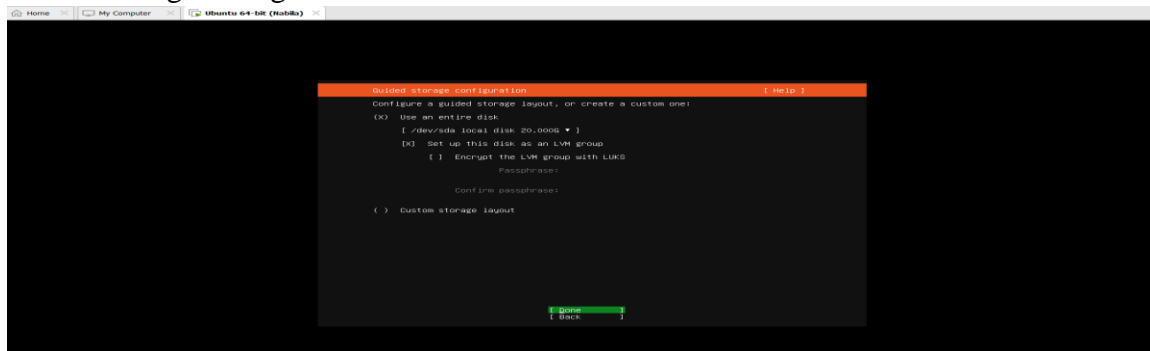 Home My Computer Ubuntu 64-bit (Nabila)
Guided storage configuration [ Help ]
Configure a guided storage layout, or create a custom one:
(X) Use an entire disk
[ /dev/sda local disk 20.000G ▾ ]
[X] Set up this disk as an LVM group
[ ] Encrypt the LVM group with LUKS
Passphrase:
Confirm passphrase:
( ) Custom storage layout
[ Done ]
[ Back ]